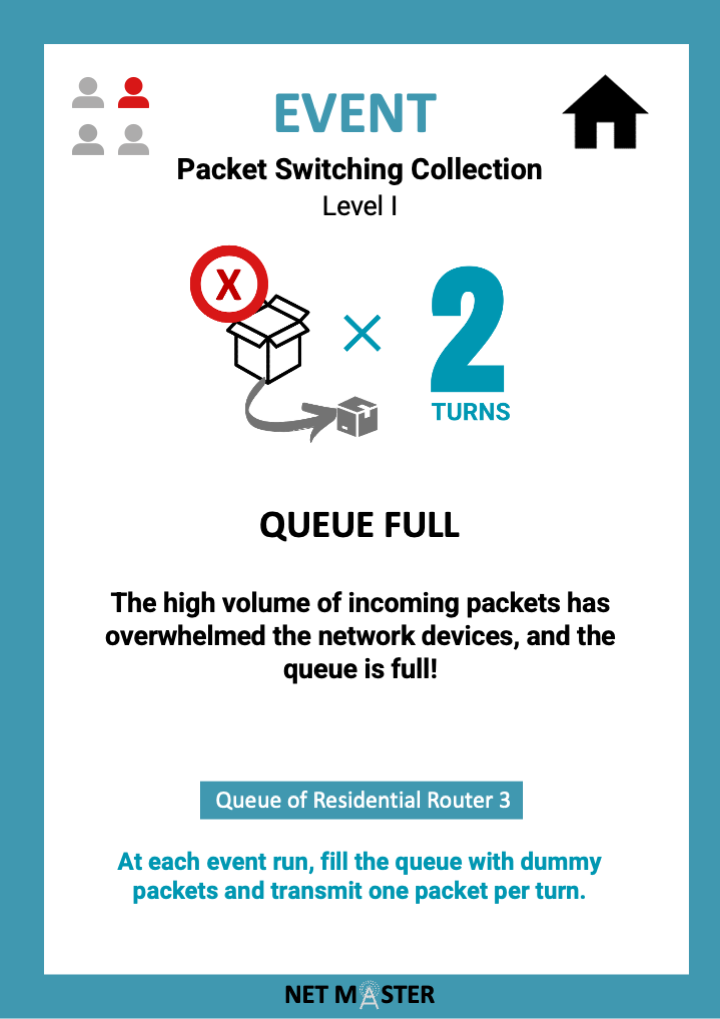 EVENT
Packet Switching Collection
Level I
X
× 2
TURNS
QUEUE FULL
The high volume of incoming packets has
overwhelmed the network devices, and the
queue is full!
Queue of Residential Router 3
At each event run, fill the queue with dummy
packets and transmit one packet per turn.
NET MASTER